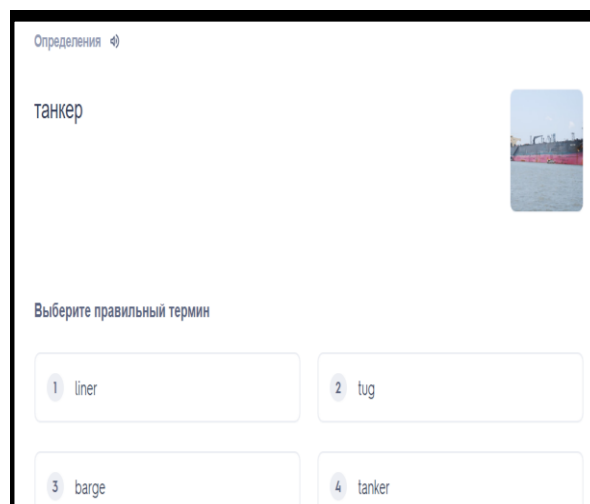 Определения
танкер
Выберите правильный термин
1 liner
2 tug
3 barge
4 tanker